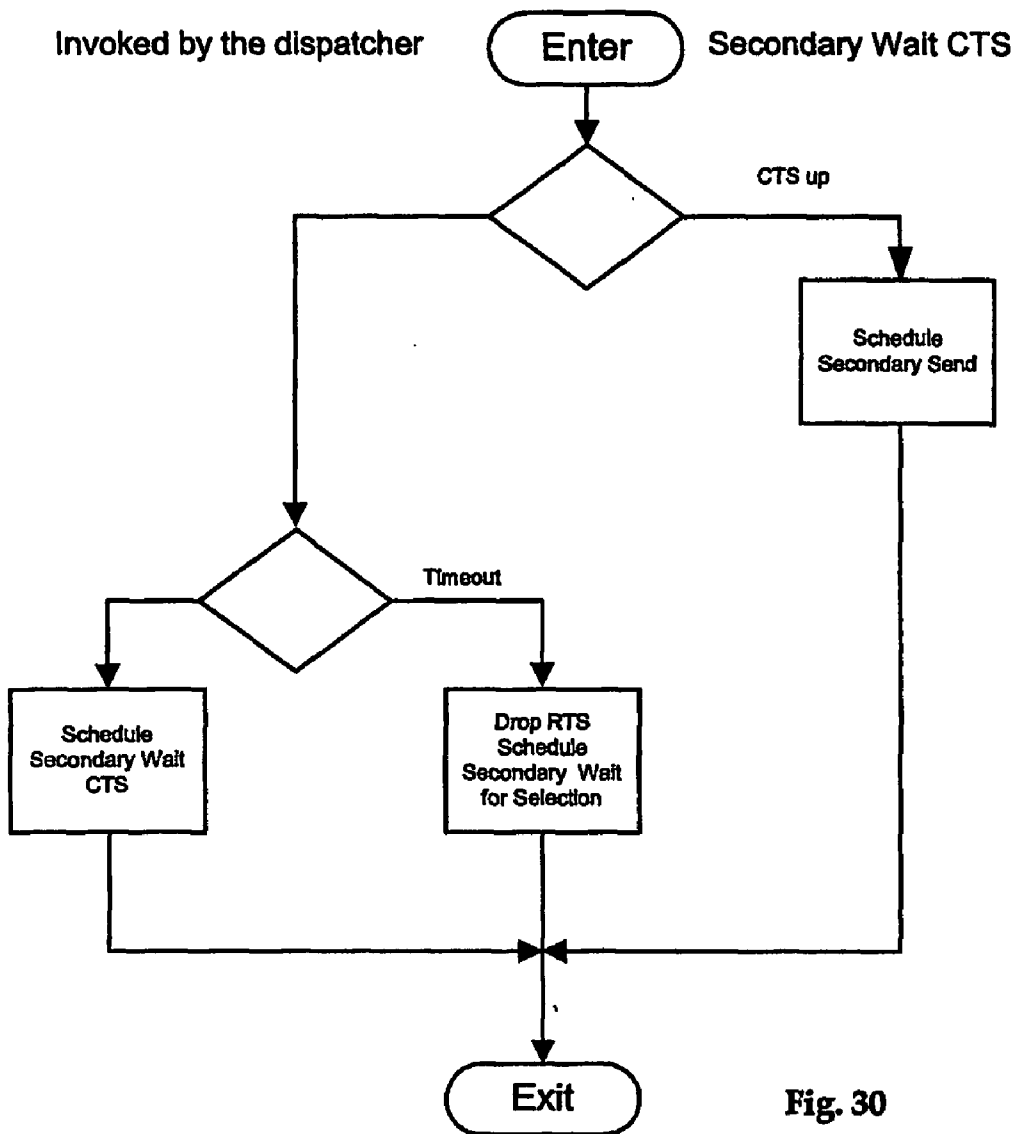 Invoked by the dispatcher
Enter
Secondary Wait CTS
CTS up
Schedule
Secondary Send
Timeout
Schedule
Secondary Wait
CTS
Drop RTS
Schedule
Secondary Wait
for Selection
Exit
Fig. 30